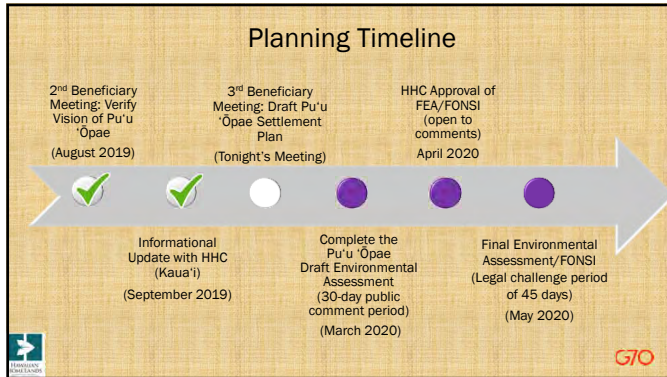 Planning Timeline
2nd Beneficiary
Meeting: Verify
Vision of Pu‘u
‘Ōpae
(August 2019)
3rd Beneficiary
Meeting: Draft Pu‘u
‘Ōpae Settlement
Plan
(Tonight's Meeting)
HHC Approval of
FEA/FONSI
(open to
comments)
April 2020
Informational
Update with HHC
(Kaua‘i)
(September 2019)
Complete the
Pu‘u ‘Ōpae
Draft Environmental
Assessment
(30-day public
comment period)
(March 2020)
Final Environmental
Assessment/FONSI
(Legal challenge period
of 45 days)
(May 2020)
HAWAIIAN
HOME LANDS
G70